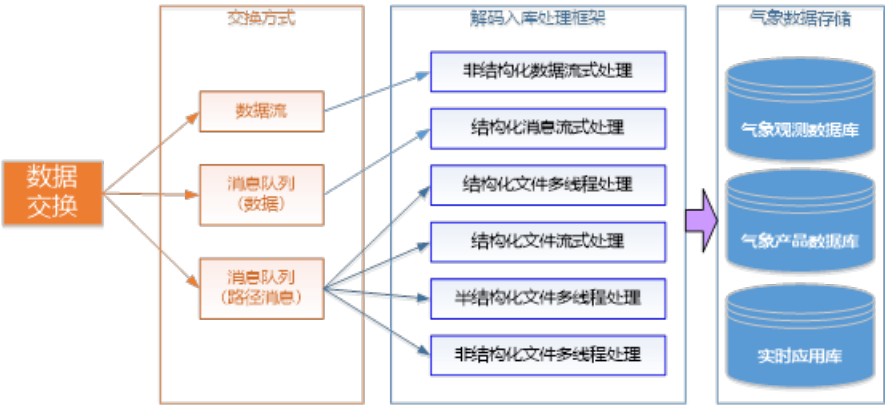 数据
交换
交换方式
数据流
消息队列
（数据）
消息队列
（路径消息）
解码入库处理框架
非结构化数据流式处理
结构化消息流式处理
结构化文件多线程处理
结构化文件流式处理
半结构化文件多线程处理
非结构化文件多线程处理
气象数据存储
气象观测数据库
气象产品数据库
实时应用库